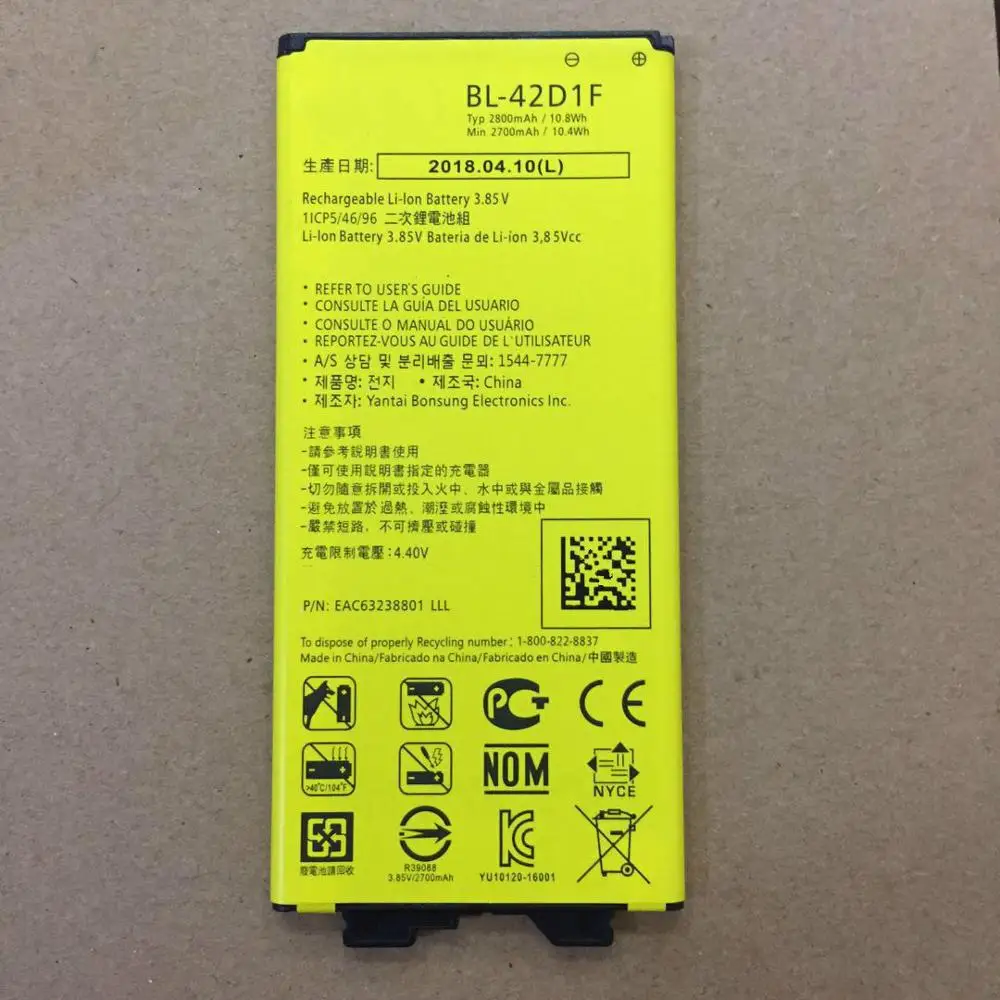 BL-42D1F
Typ 2800mAh / 10.8Wh
Min 2700mAh / 10.4Wh
生產日期: 2018.04.10(L)
Rechargeable Li-Ion Battery 3.85V
1ICP5/46/96 二次鋰電池組
Li-Ion Battery 3.85V Bateria de Li-ion 3,85Vcc
• REFER TO USER'S GUIDE
• CONSULTE LA GUÍA DEL USUARIO
• CONSULTE O MANUAL DO USUÁRIO
• REPORTEZ-VOUS AU GUIDE DE L'UTILISATEUR
• A/S 상담 및 분리배출 문의: 1544-7777
• 제품명: 전지 • 제조국: China
• 제조자: Yantai Bonsung Electronics Inc.
注意事項
-請參考說明書使用
-僅可使用說明書指定的充電器
-切勿隨意拆開或投入火中、水中或與金屬品接觸
-避免放置於過熱、潮溼或腐蝕性環境中
-嚴禁短路，不可擠壓或碰撞
充電限制電壓：4.40V
P/N: EAC63238801 LLL
To dispose of properly Recycling number : 1-800-822-8837
Made in China/Fabricado na China/Fabricado en China/中國製造
PCT CE
>40°C/104°F
NOM
NYCE
廢電池請回收
R39088
3.85V/2700mAh
YU10120-16001